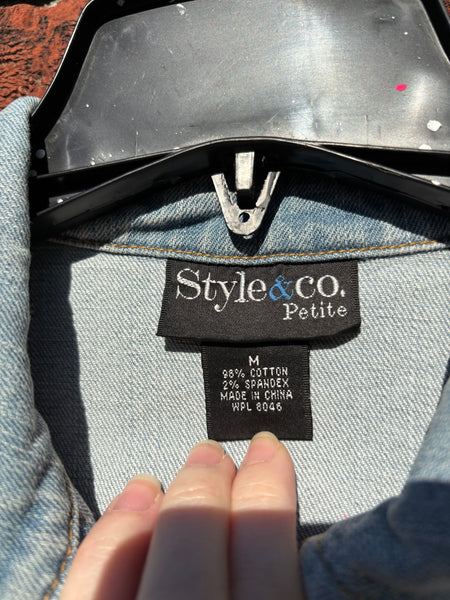 Style&co.
Petite
M
98% COTTON
2% SPANDEX
MADE IN CHINA
WPL 8046